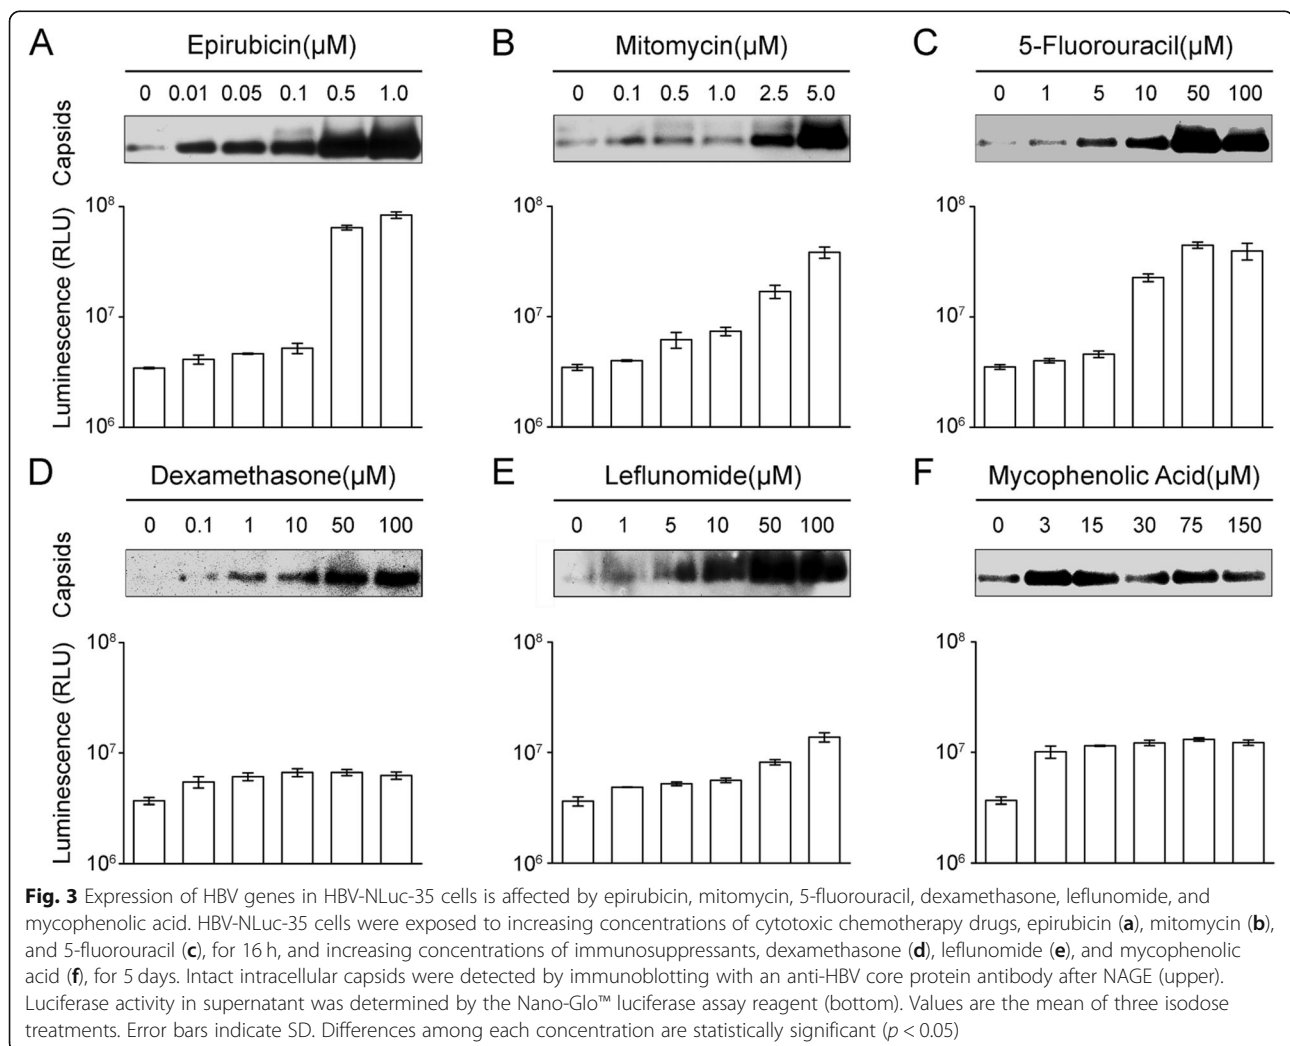 A Epirubicin(µM)
0 0.01 0.05 0.1 0.5 1.0
Capsids
Luminescence (RLU)
10⁸
10⁷
10⁶
B Mitomycin(µM)
0 0.1 0.5 1.0 2.5 5.0
10⁸
10⁷
10⁶
C 5-Fluorouracil(µM)
0 1 5 10 50 100
10⁸
10⁷
10⁶
D Dexamethasone(µM)
0 0.1 1 10 50 100
Capsids
Luminescence (RLU)
10⁸
10⁷
10⁶
E Leflunomide(µM)
0 1 5 10 50 100
10⁸
10⁷
10⁶
F Mycophenolic Acid(µM)
0 3 15 30 75 150
10⁸
10⁷
10⁶
Fig. 3 Expression of HBV genes in HBV-NLuc-35 cells is affected by epirubicin, mitomycin, 5-fluorouracil, dexamethasone, leflunomide, and
mycophenolic acid. HBV-NLuc-35 cells were exposed to increasing concentrations of cytotoxic chemotherapy drugs, epirubicin (a), mitomycin (b),
and 5-fluorouracil (c), for 16 h, and increasing concentrations of immunosuppressants, dexamethasone (d), leflunomide (e), and mycophenolic
acid (f), for 5 days. Intact intracellular capsids were detected by immunoblotting with an anti-HBV core protein antibody after NAGE (upper).
Luciferase activity in supernatant was determined by the Nano-Glo™ luciferase assay reagent (bottom). Values are the mean of three isodose
treatments. Error bars indicate SD. Differences among each concentration are statistically significant (p < 0.05)